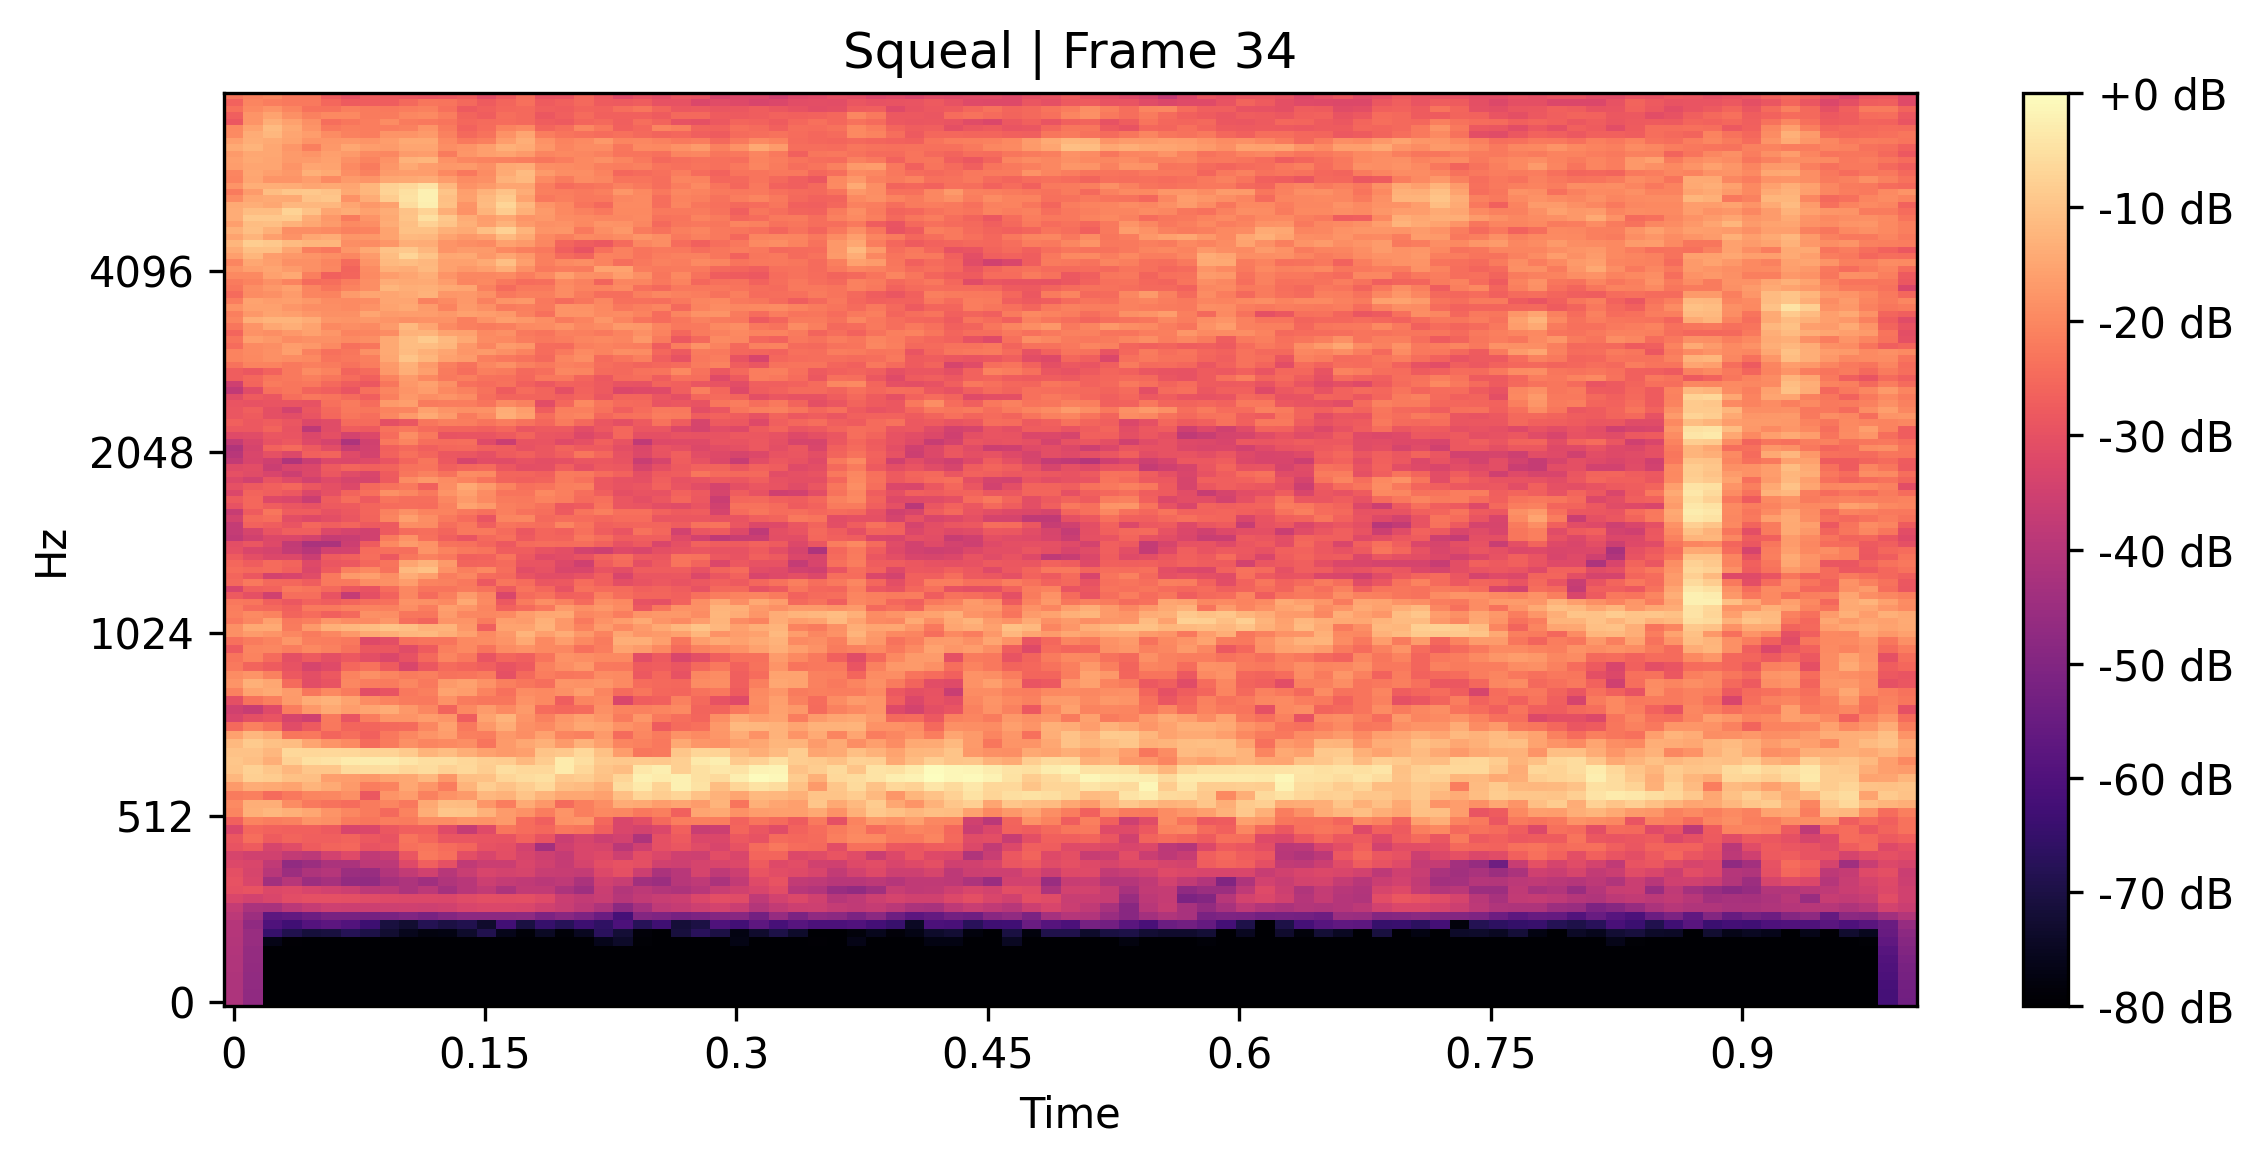 Squeal | Frame 34
Hz
4096
2048
1024
512
0
0 0.15 0.3 0.45 0.6 0.75 0.9
Time
+0 dB
-10 dB
-20 dB
-30 dB
-40 dB
-50 dB
-60 dB
-70 dB
-80 dB